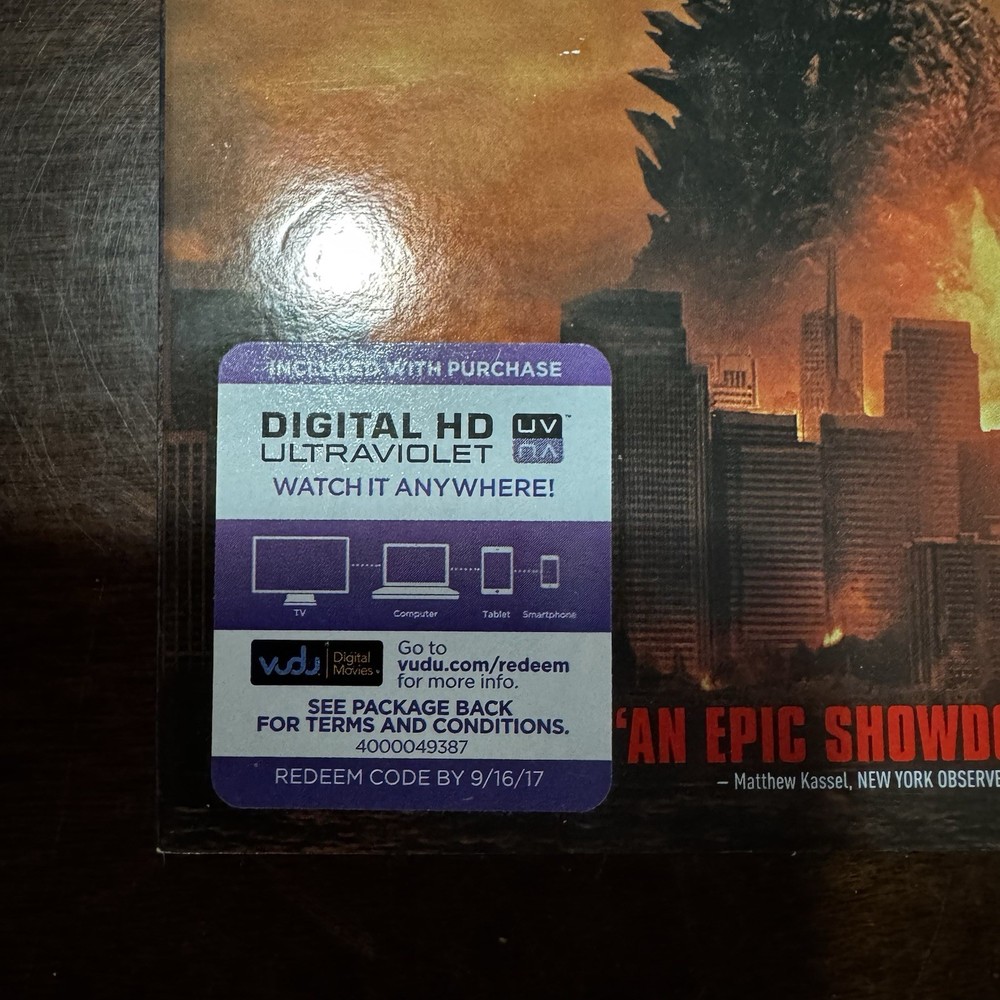 INCLUDED WITH PURCHASE
DIGITAL HD
ULTRAVIOLET
UV™
WATCH IT ANYWHERE!
TV
Computer
Tablet
Smartphone
vudu Digital Movies
Go to
vudu.com/redeem
for more info.
SEE PACKAGE BACK
FOR TERMS AND CONDITIONS.
4000049387
REDEEM CODE BY 9/16/17
‘AN EPIC SHOWD
– Matthew Kassel, NEW YORK OBSERVE